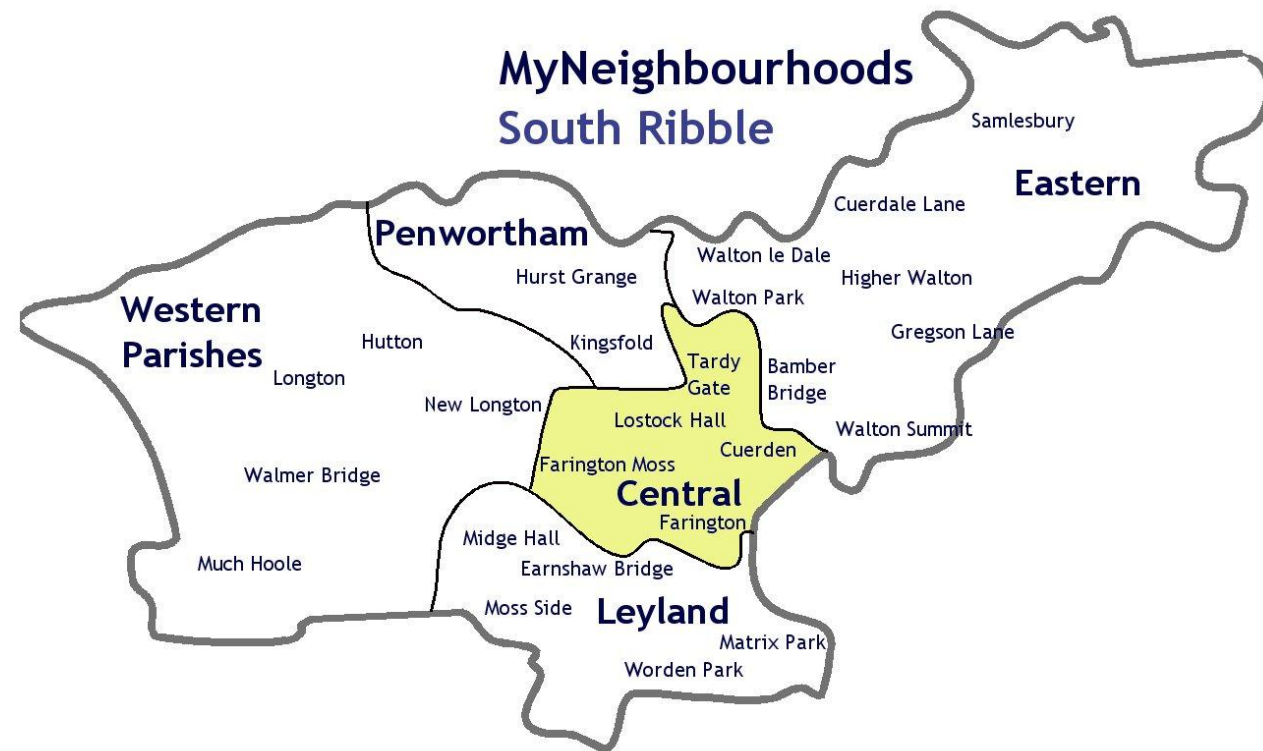 MyNeighbourhoods
South Ribble
Samlesbury
Eastern
Cuerdale Lane
Penwortham
Walton le Dale
Hurst Grange
Higher Walton
Walton Park
Western
Parishes
Gregson Lane
Hutton
Kingsfold
Tardy
Gate
Bamber
Bridge
Longton
New Longton
Lostock Hall
Walton Summit
Cuerden
Farington Moss
Walmer Bridge
Central
Farington
Midge Hall
Much Hoole
Earnshaw Bridge
Moss Side
Leyland
Matrix Park
Worden Park